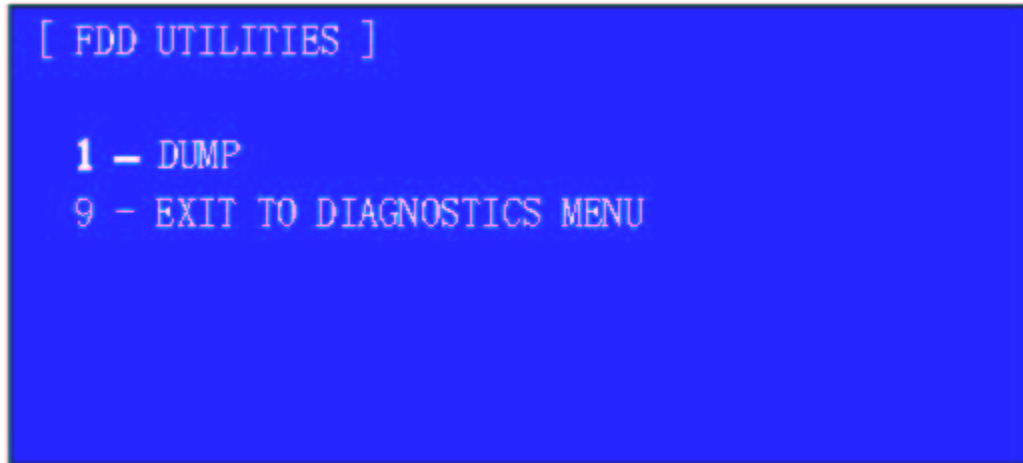 [ FDD UTILITIES ]
1 - DUMP
9 - EXIT TO DIAGNOSTICS MENU